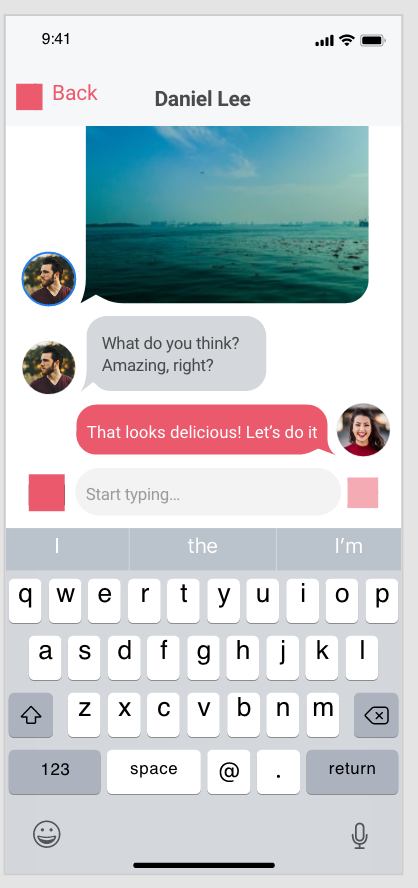 9:41
Back
Daniel Lee
What do you think?
Amazing, right?
That looks delicious! Let's do it
Start typing...
I the I'm
q w e r t y u i o p
a s d f g h j k l
z x c v b n m
123 space @ . return